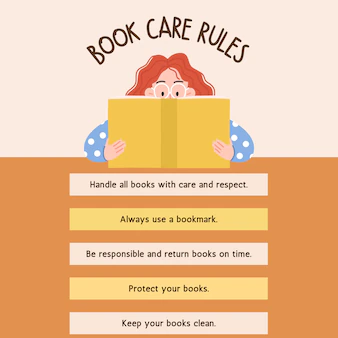 BOOK CARE RULES
Handle all books with care and respect.
Always use a bookmark.
Be responsible and return books on time.
Protect your books.
Keep your books clean.